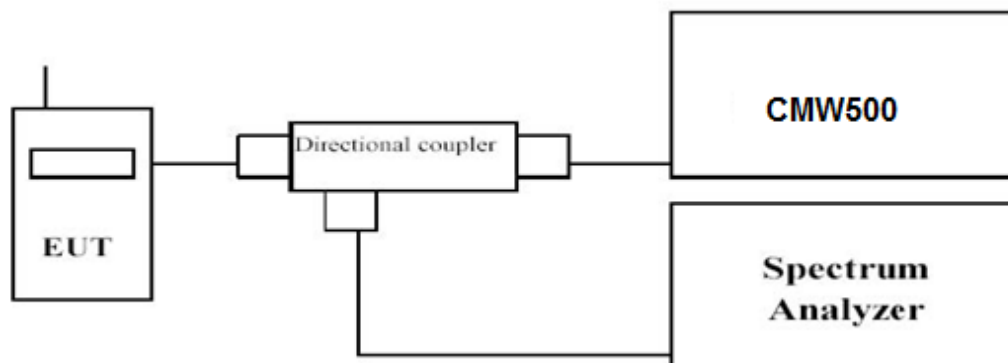 CMW500
Directional coupler
EUT
Spectrum
Analyzer